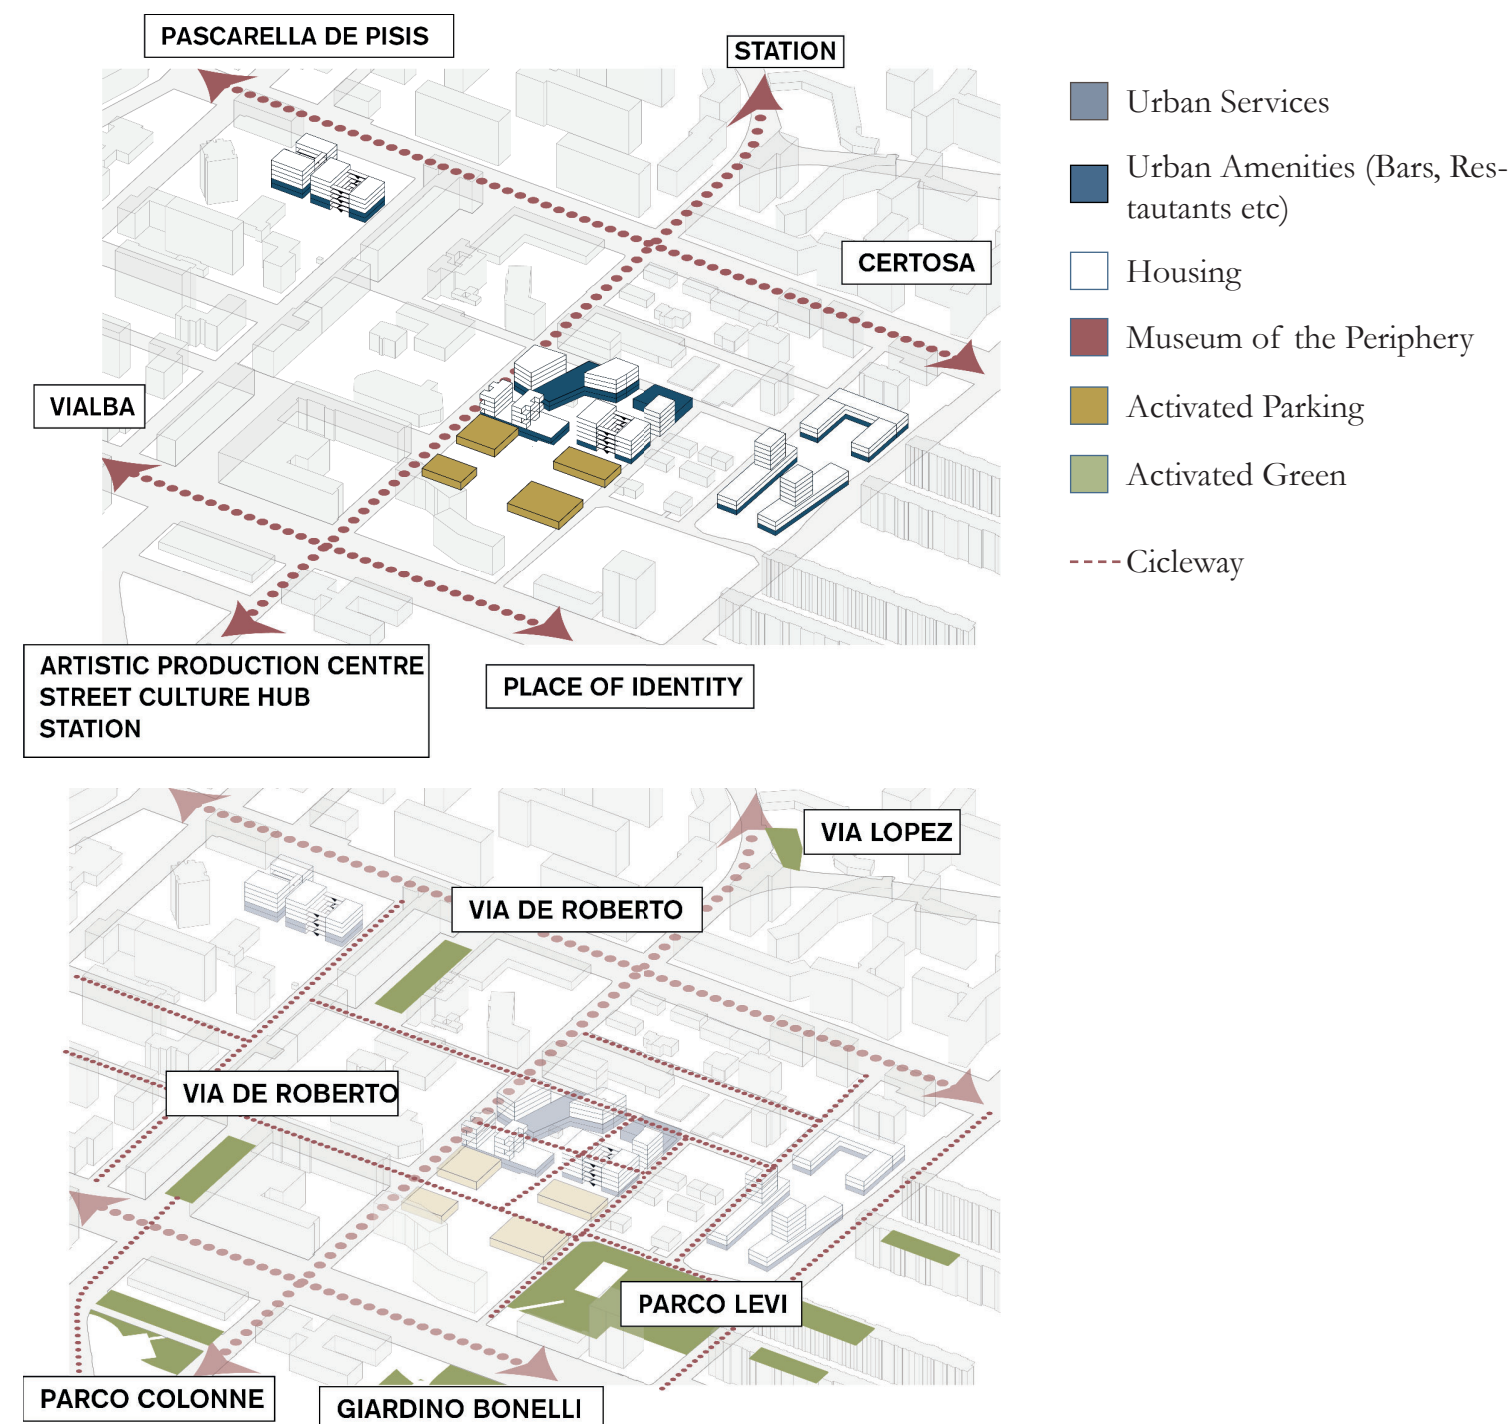 PASCARELLA DE PISIS
STATION
CERTOSA
VIALBA
ARTISTIC PRODUCTION CENTRE
STREET CULTURE HUB
STATION
PLACE OF IDENTITY
Urban Services
Urban Amenities (Bars, Res-
tautants etc)
Housing
Museum of the Periphery
Activated Parking
Activated Green
Cicleway
VIA LOPEZ
VIA DE ROBERTO
VIA DE ROBERTO
PARCO LEVI
PARCO COLONNE
GIARDINO BONELLI